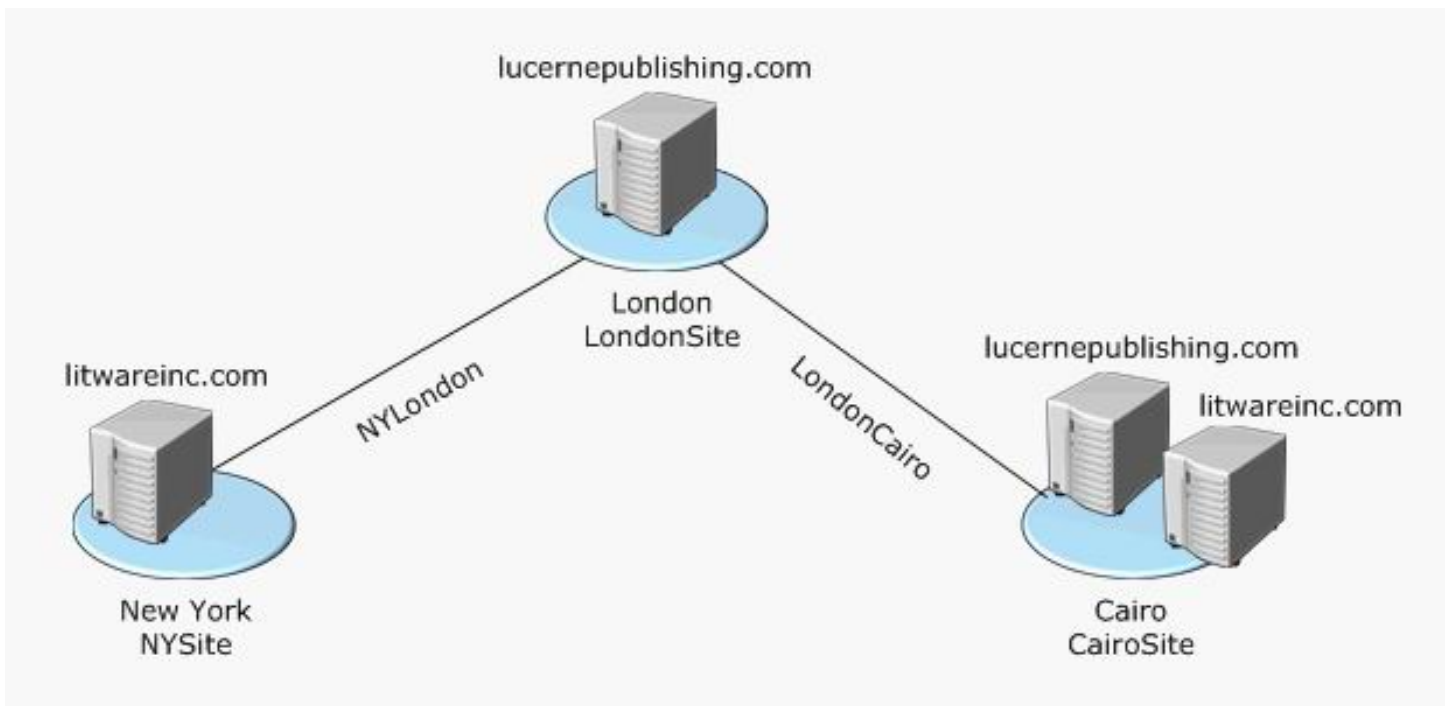 lucernepublishing.com
London
LondonSite
NYLondon
LondonCairo
litwareinc.com
New York
NYSite
lucernepublishing.com
litwareinc.com
Cairo
CairoSite